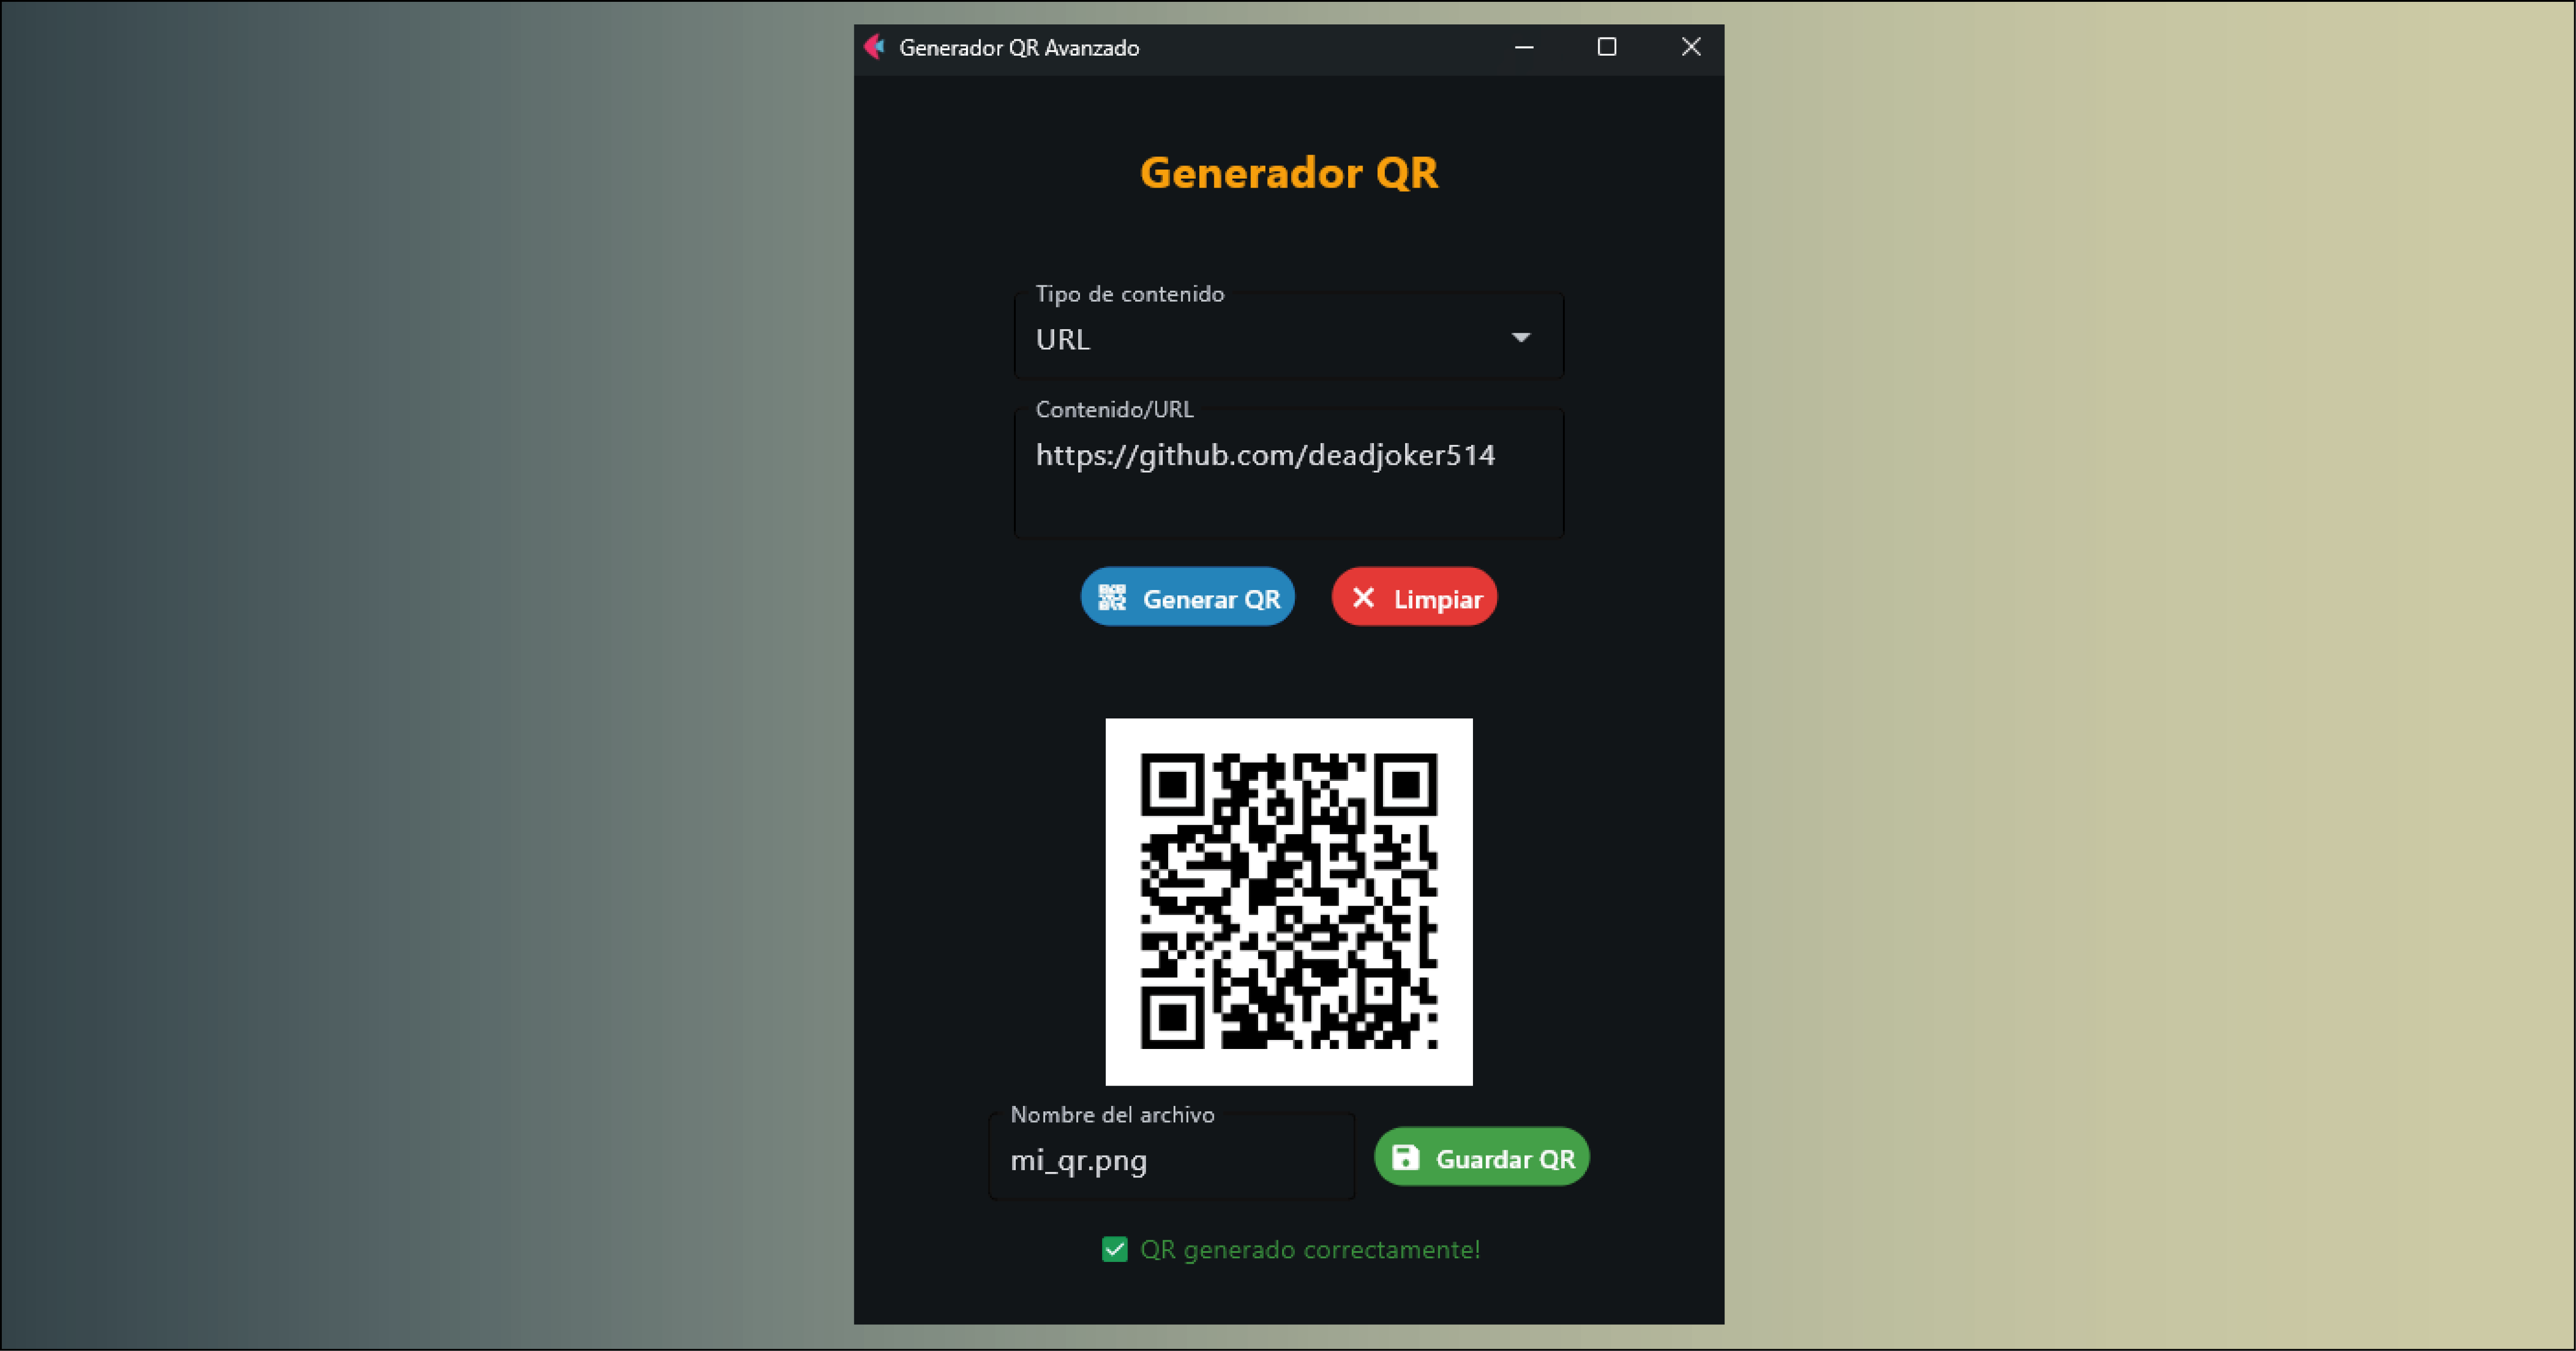 Generador QR Avanzado
Generador QR
Tipo de contenido
URL
Contenido/URL
https://github.com/deadjoker514
Generar QR
Limpiar
Nombre del archivo
mi_qr.png
Guardar QR
QR generado correctamente!